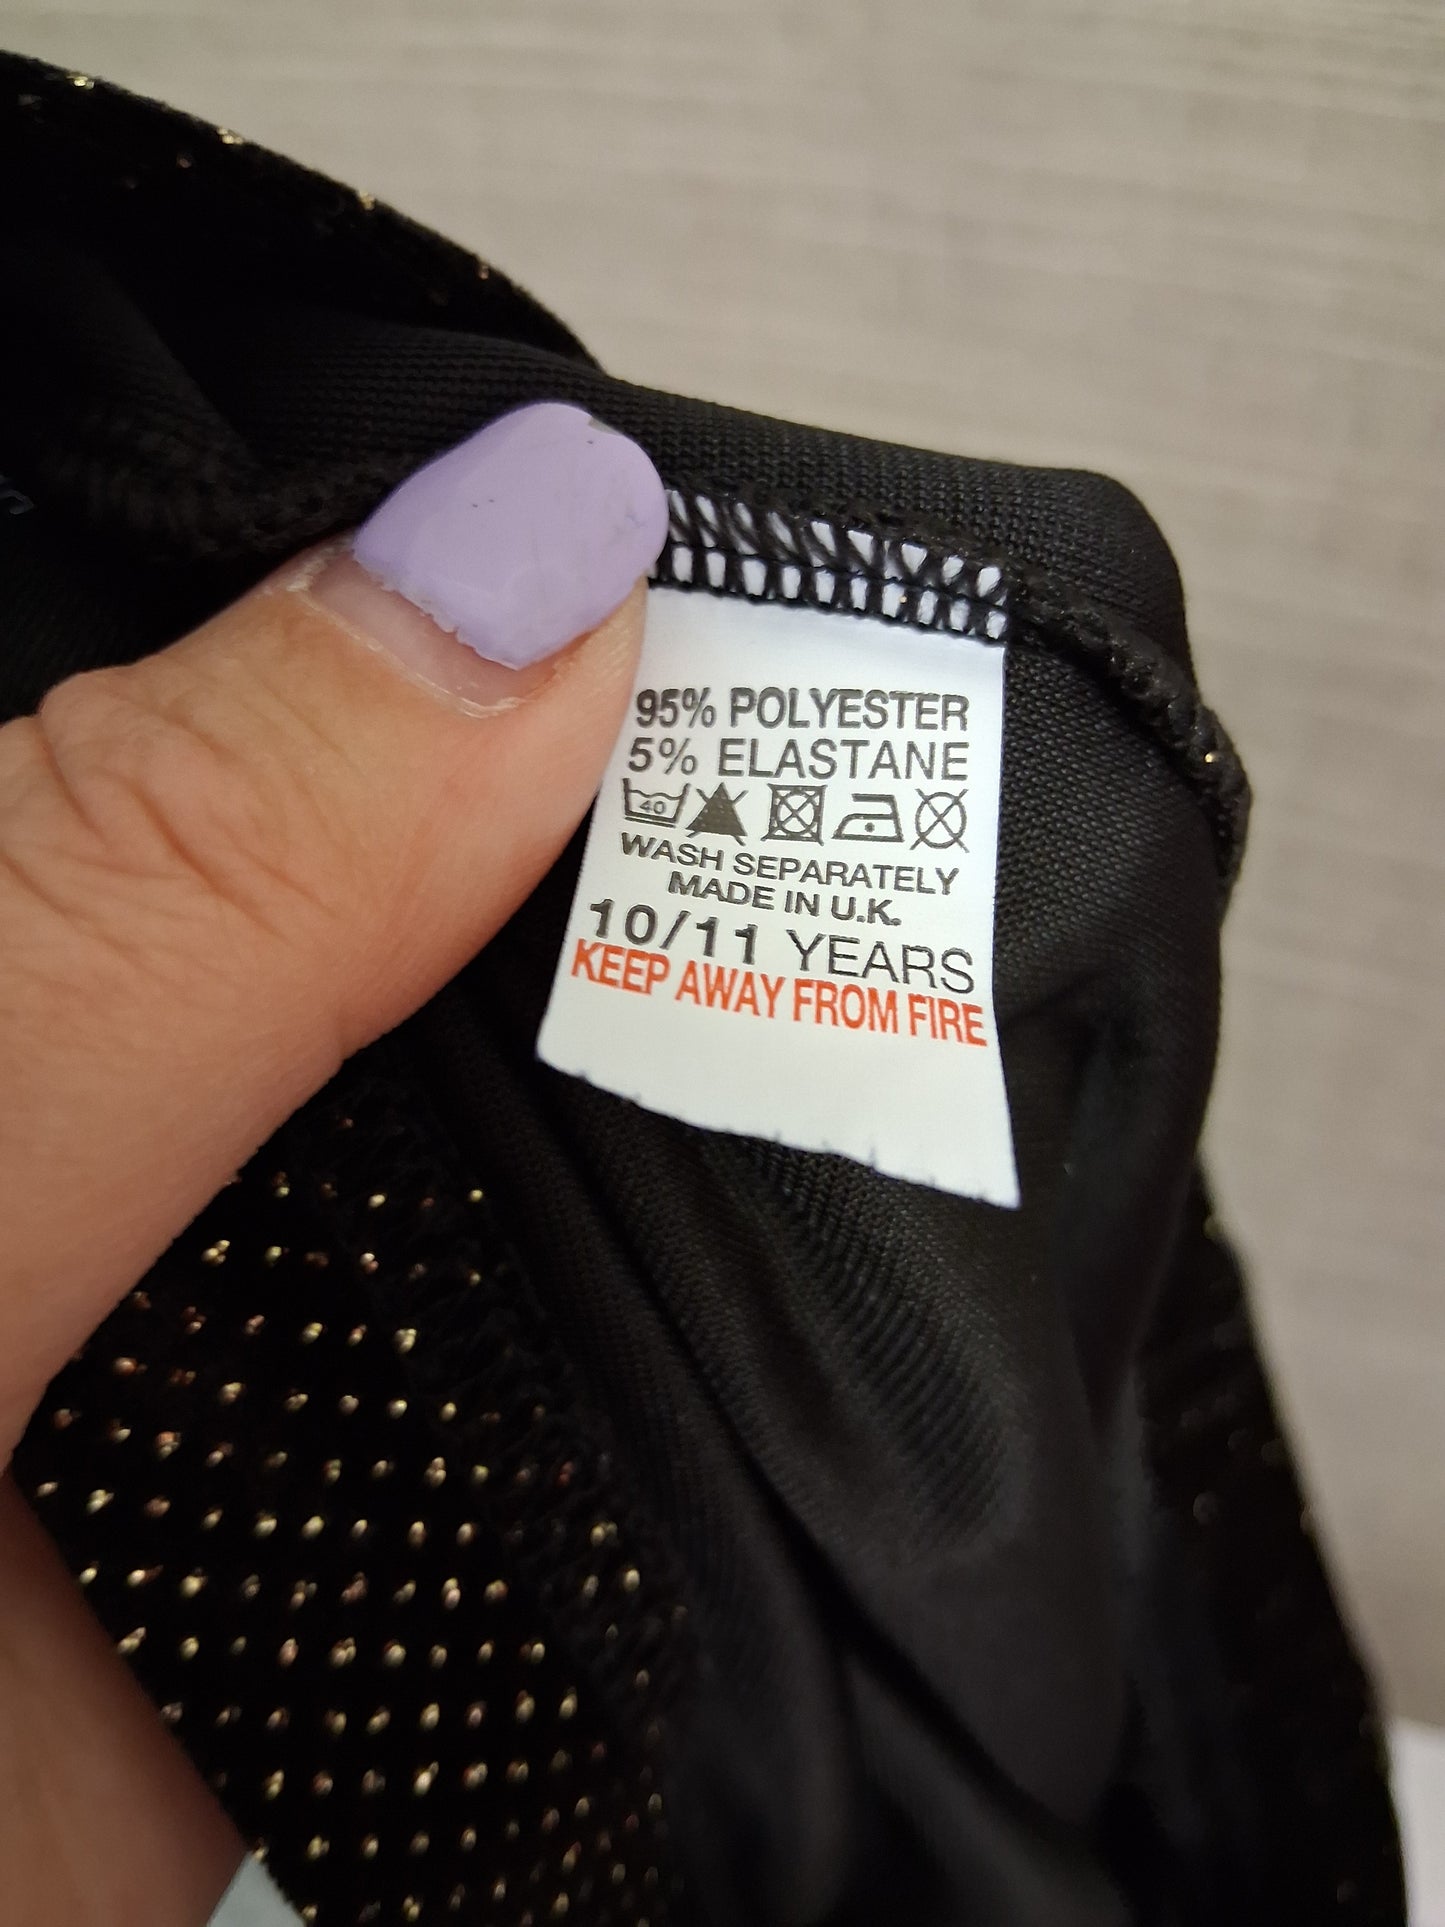 95% POLYESTER
5% ELASTANE
40
WASH SEPARATELY
MADE IN U.K.
10/11 YEARS
KEEP AWAY FROM FIRE